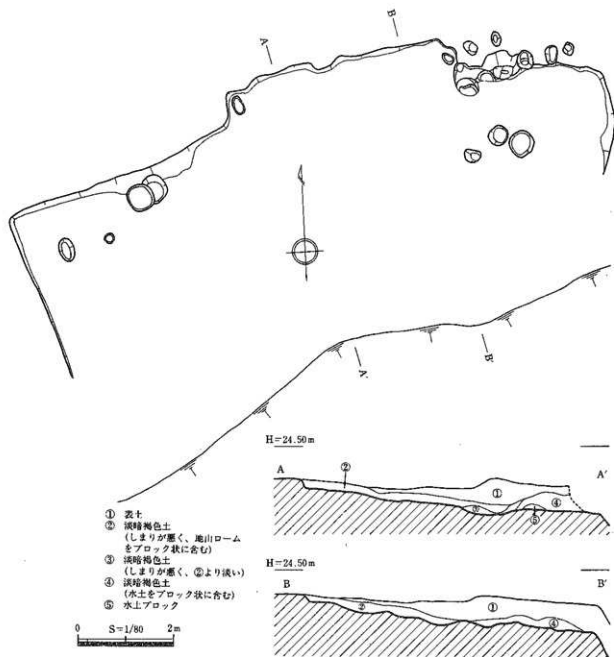 B
A
A'
B'
H=24.50m
A
②
A'
①
③
④
⑤
① 表土
② 淡暗褐色土
(しまりが悪く、地山ローム
をブロック状に含む)
③ 淡暗褐色土
(しまりが悪く、②より淡い)
④ 淡暗褐色土
(水土をブロック状に含む)
⑤ 水土ブロック
0 S=1/80 2m
H=24.50m
B
B'
②
①
④